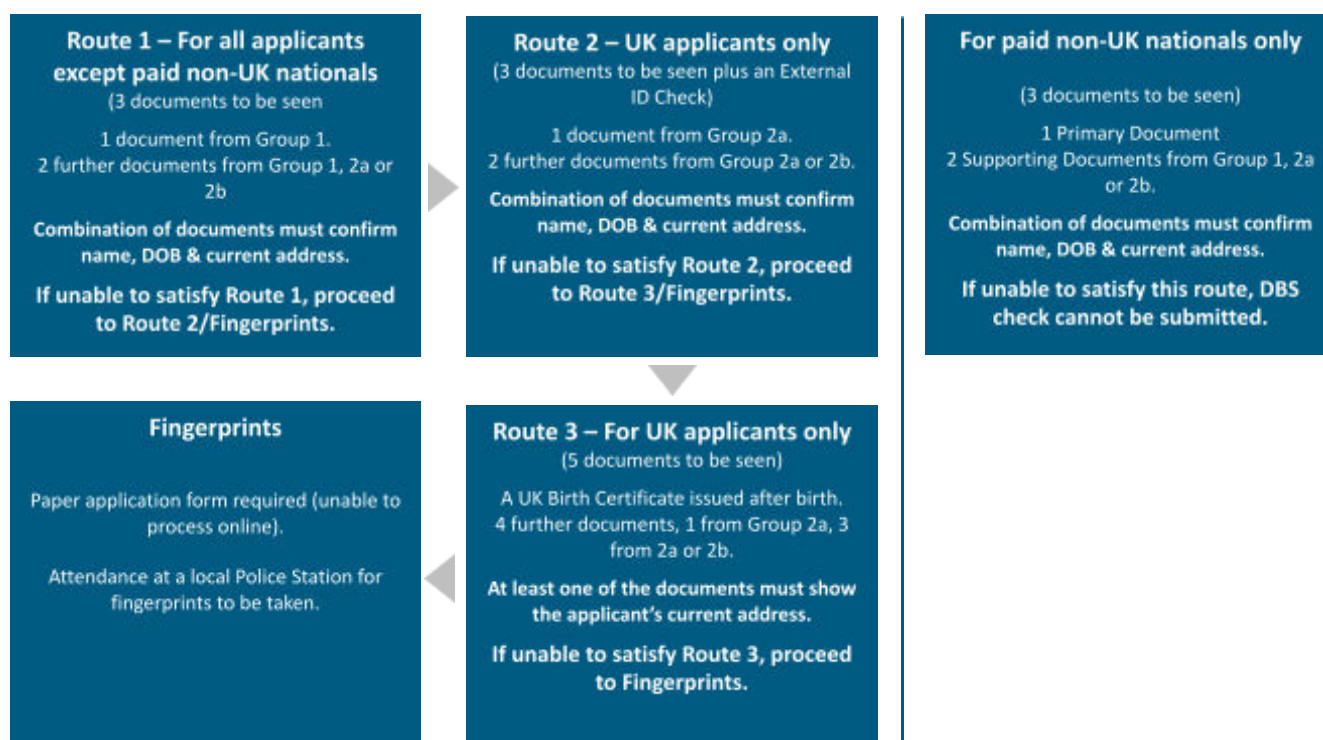 Route 1 – For all applicants
except paid non-UK nationals
(3 documents to be seen
1 document from Group 1.
2 further documents from Group 1, 2a or
2b
Combination of documents must confirm
name, DOB & current address.
If unable to satisfy Route 1, proceed
to Route 2/Fingerprints.
Route 2 – UK applicants only
(3 documents to be seen plus an External
ID Check)
1 document from Group 2a.
2 further documents from Group 2a or 2b.
Combination of documents must confirm
name, DOB & current address.
If unable to satisfy Route 2, proceed
to Route 3/Fingerprints.
For paid non-UK nationals only
(3 documents to be seen)
1 Primary Document
2 Supporting Documents from Group 1, 2a
or 2b.
Combination of documents must confirm
name, DOB & current address.
If unable to satisfy this route, DBS
check cannot be submitted.
Fingerprints
Paper application form required (unable to
process online).
Attendance at a local Police Station for
fingerprints to be taken.
Route 3 – For UK applicants only
(5 documents to be seen)
A UK Birth Certificate issued after birth.
4 further documents, 1 from Group 2a, 3
from 2a or 2b.
At least one of the documents must show
the applicant's current address.
If unable to satisfy Route 3, proceed
to Fingerprints.